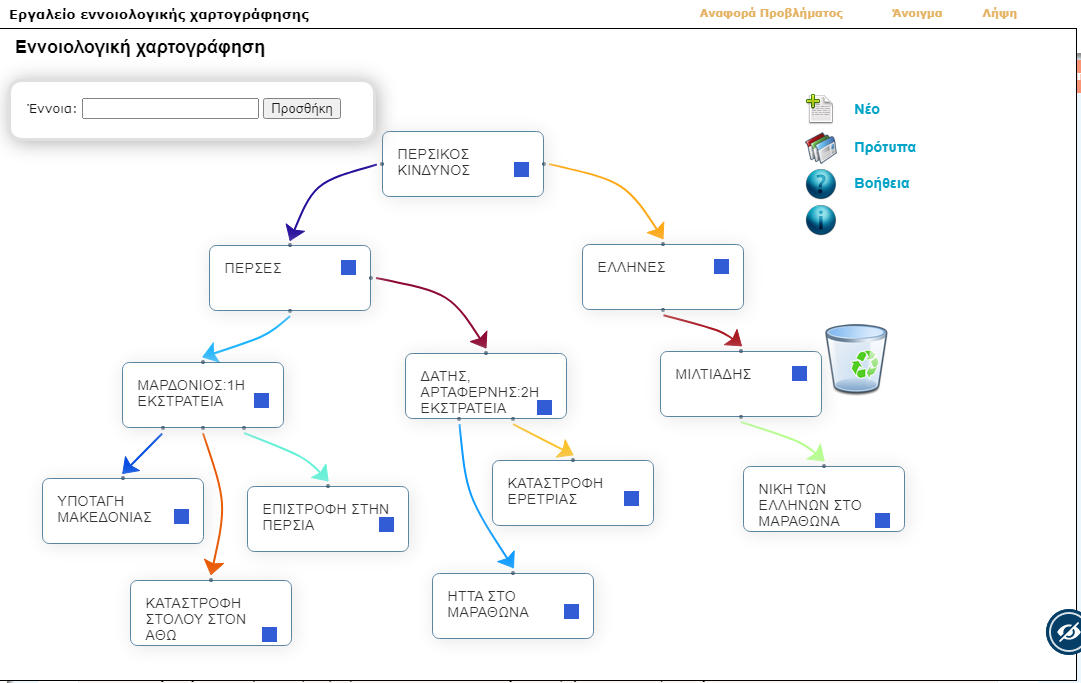 Εργαλείο εννοιολογικής χαρτογράφησης
Αναφορά Προβλήματος
Άνοιγμα
Λήψη
Εννοιολογική χαρτογράφηση
Έννοια:
Προσθήκη
Νέο
Πρότυπα
Βοήθεια
ΠΕΡΣΙΚΟΣ
ΚΙΝΔΥΝΟΣ
ΠΕΡΣΕΣ
ΕΛΛΗΝΕΣ
ΜΑΡΔΟΝΙΟΣ:1Η
ΕΚΣΤΡΑΤΕΙΑ
ΔΑΤΗΣ,
ΑΡΤΑΦΕΡΝΗΣ:2Η
ΕΚΣΤΡΑΤΕΙΑ
ΜΙΛΤΙΑΔΗΣ
ΥΠΟΤΑΓΗ
ΜΑΚΕΔΟΝΙΑΣ
ΕΠΙΣΤΡΟΦΗ ΣΤΗΝ
ΠΕΡΣΙΑ
ΚΑΤΑΣΤΡΟΦΗ
ΕΡΕΤΡΙΑΣ
ΝΙΚΗ ΤΩΝ
ΕΛΛΗΝΩΝ ΣΤΟ
ΜΑΡΑΘΩΝΑ
ΚΑΤΑΣΤΡΟΦΗ
ΣΤΟΛΟΥ ΣΤΟΝ
ΑΘΩ
ΗΤΤΑ ΣΤΟ
ΜΑΡΑΘΩΝΑ